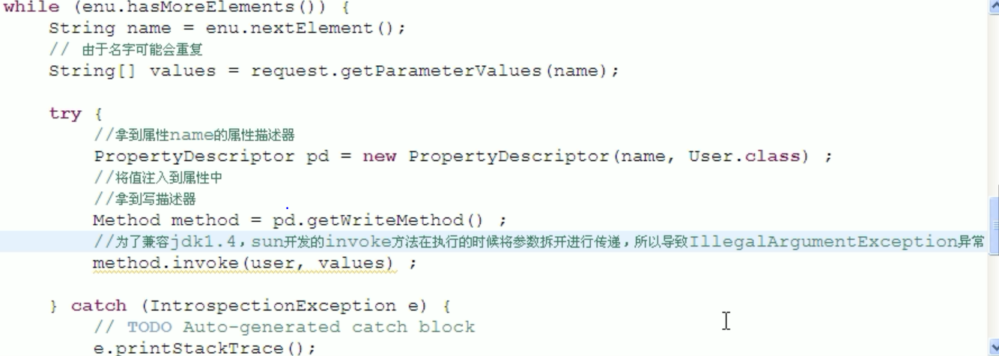 while (enu.hasMoreElements()) {
String name = enu.nextElement();
// 由于名字可能会重复
String[] values = request.getParameterValues(name);
try {
//拿到属性name的属性描述器
PropertyDescriptor pd = new PropertyDescriptor(name, User.class) ;
//将值注入到属性中
//拿到写描述器
Method method = pd.getWriteMethod() ;
//为了兼容jdk1.4，sun开发的invoke方法在执行的时候将参数拆开进行传递，所以导致IllegalArgumentException异常
method.invoke(user, values) ;
} catch (IntrospectionException e) {
// TODO Auto-generated catch block
e.printStackTrace();